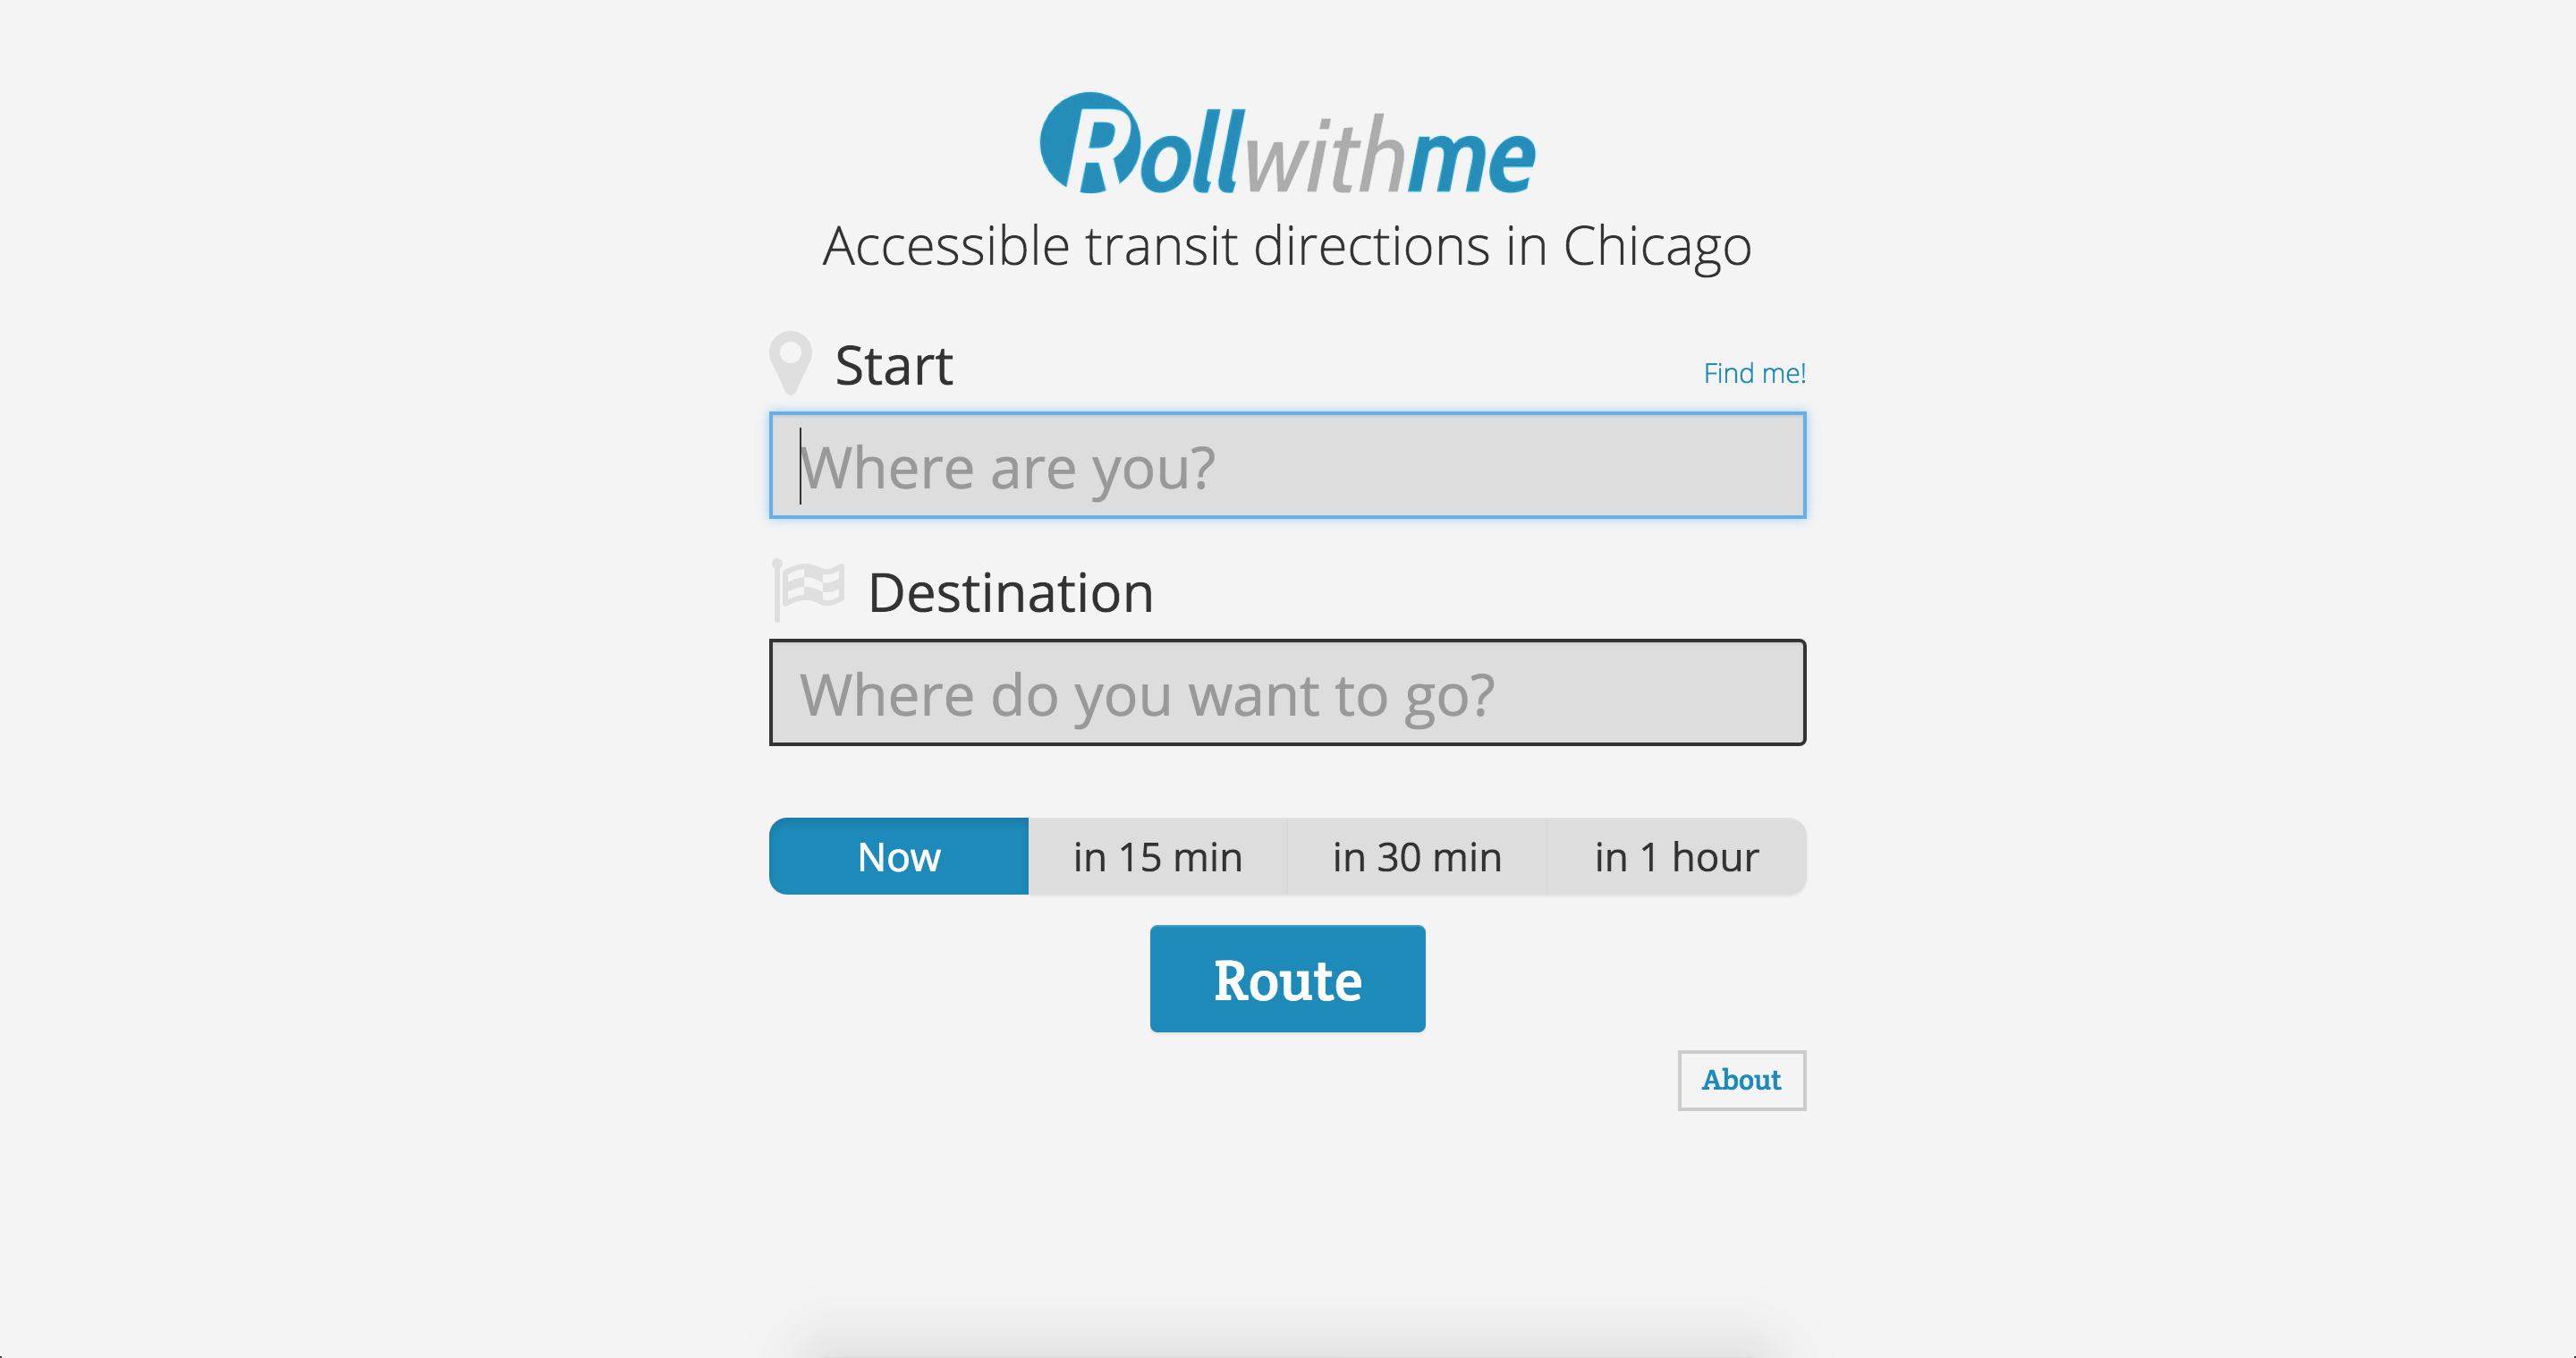 Rollwithme
Accessible transit directions in Chicago
Start
Find me!
Where are you?
Destination
Where do you want to go?
Now in 15 min in 30 min in 1 hour
Route
About